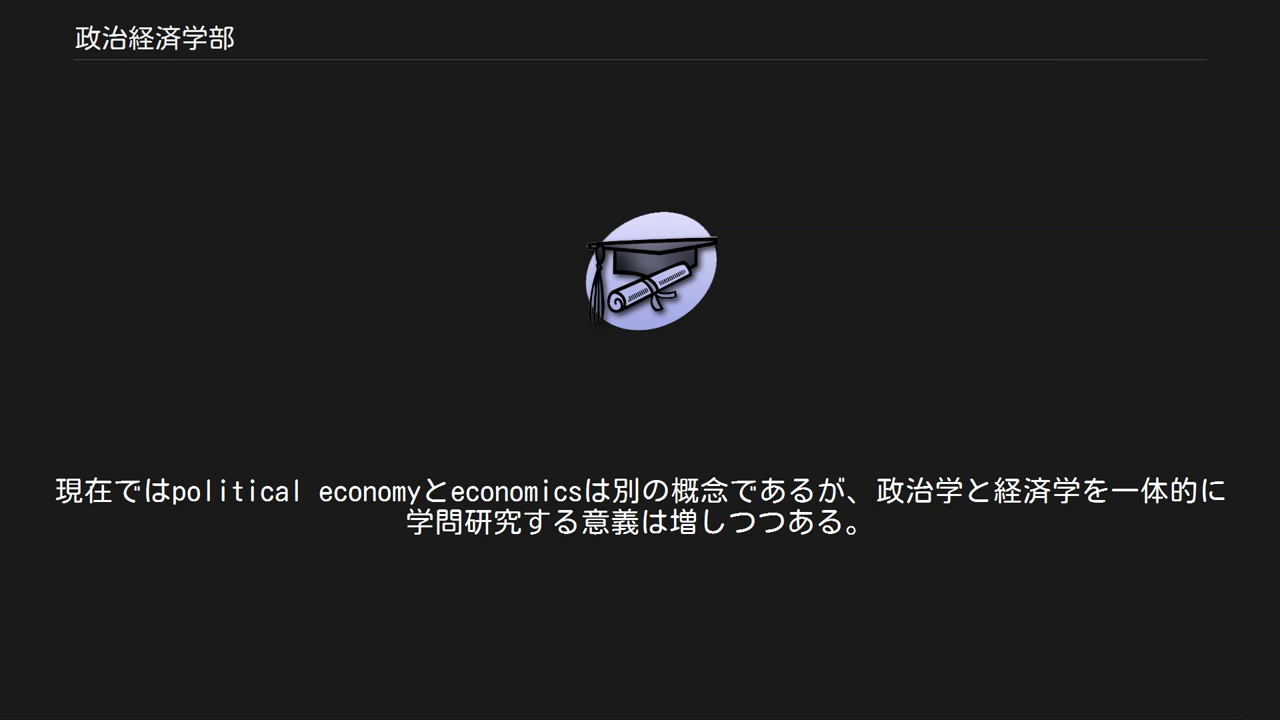 政治経済学部
現在ではpolitical economyとeconomicsは別の概念であるが、政治学と経済学を一体的に
学問研究する意義は増しつつある。